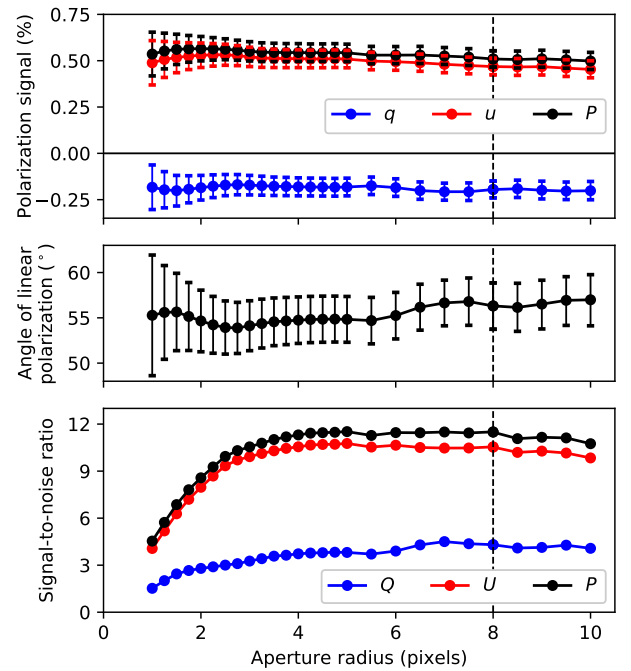 Polarization signal (%)
0.75
0.50
0.25
0.00
−0.25
q u P
Angle of linear
polarization (°)
60
55
50
Signal-to-noise ratio
12
9
6
3
0
Q U P
0 2 4 6 8 10
Aperture radius (pixels)